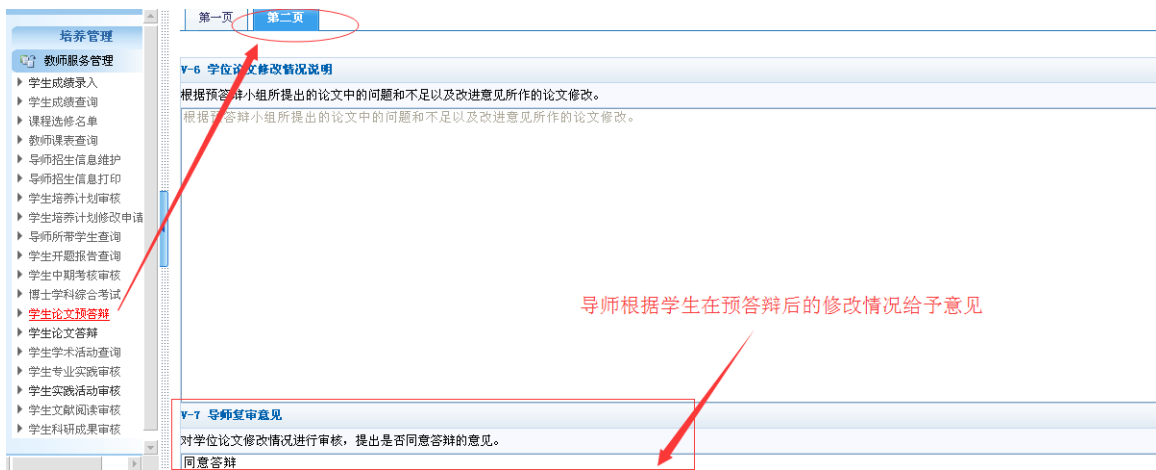 第一页 第二页
培养管理
教师服务管理
学生成绩录入
学生成绩查询
课程选修名单
教师课表查询
导师招生信息维护
导师招生信息打印
学生培养计划审核
学生培养计划修改申请
导师所带学生查询
学生开题报告查询
学生中期考核审核
博士学科综合考试
学生论文预答辩
学生论文答辩
学生学术活动查询
学生专业实践审核
学生实践活动审核
学生文献阅读审核
学生科研成果审核
V-6 学位论文修改情况说明
根据预答辩小组所提出的论文中的问题和不足以及改进意见所作的论文修改。
根据预答辩小组所提出的论文中的问题和不足以及改进意见所作的论文修改。
导师根据学生在预答辩后的修改情况给予意见
V-7 导师复审意见
对学位论文修改情况进行审核，提出是否同意答辩的意见。
同意答辩